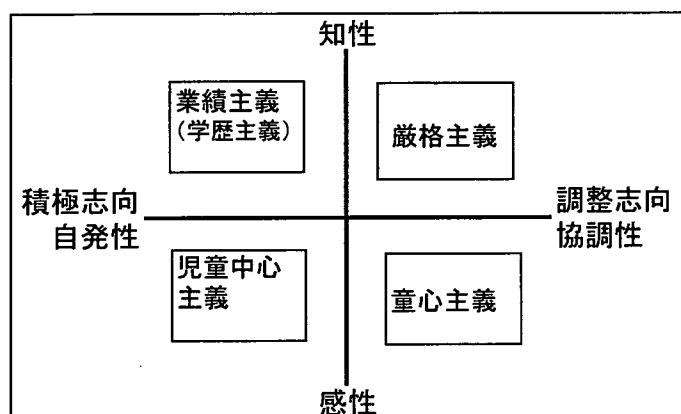 知性
業績主義
(学歴主義)
厳格主義
積極志向
自発性
調整志向
協調性
児童中心
主義
童心主義
感性